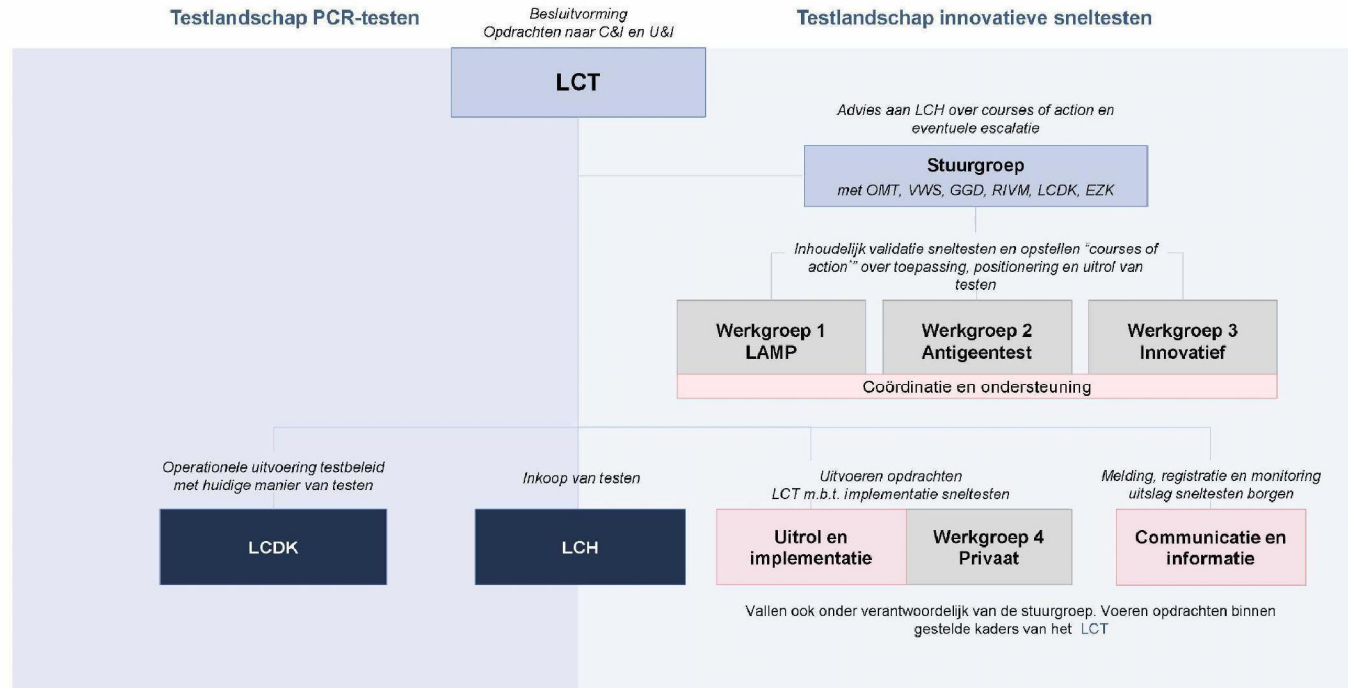 Testlandschap PCR-testen
Besluitvorming
Opdrachten naar C&I en U&I
Testlandschap innovatieve sneltesten
LCT
Advies aan LCH over courses of action en
eventuele escalatie
Stuurgroep
met OMT, VWS, GGD, RIVM, LCDK, EZK
Inhoudelijk validatie sneltesten en opstellen "courses of
action" over toepassing, positionering en uitrol van
testen
Werkgroep 1
LAMP
Werkgroep 2
Antigeentest
Werkgroep 3
Innovatief
Coördinatie en ondersteuning
Operationele uitvoering testbeleid
met huidige manier van testen
LCDK
Inkoop van testen
LCH
Uitvoeren opdrachten
LCT m.b.t. implementatie sneltesten
Uitrol en
implementatie
Werkgroep 4
Privaat
Melding, registratie en monitoring
uitslag sneltesten borgen
Communicatie en
informatie
Vallen ook onder verantwoordelijk van de stuurgroep. Voeren opdrachten binnen
gestelde kaders van het LCT